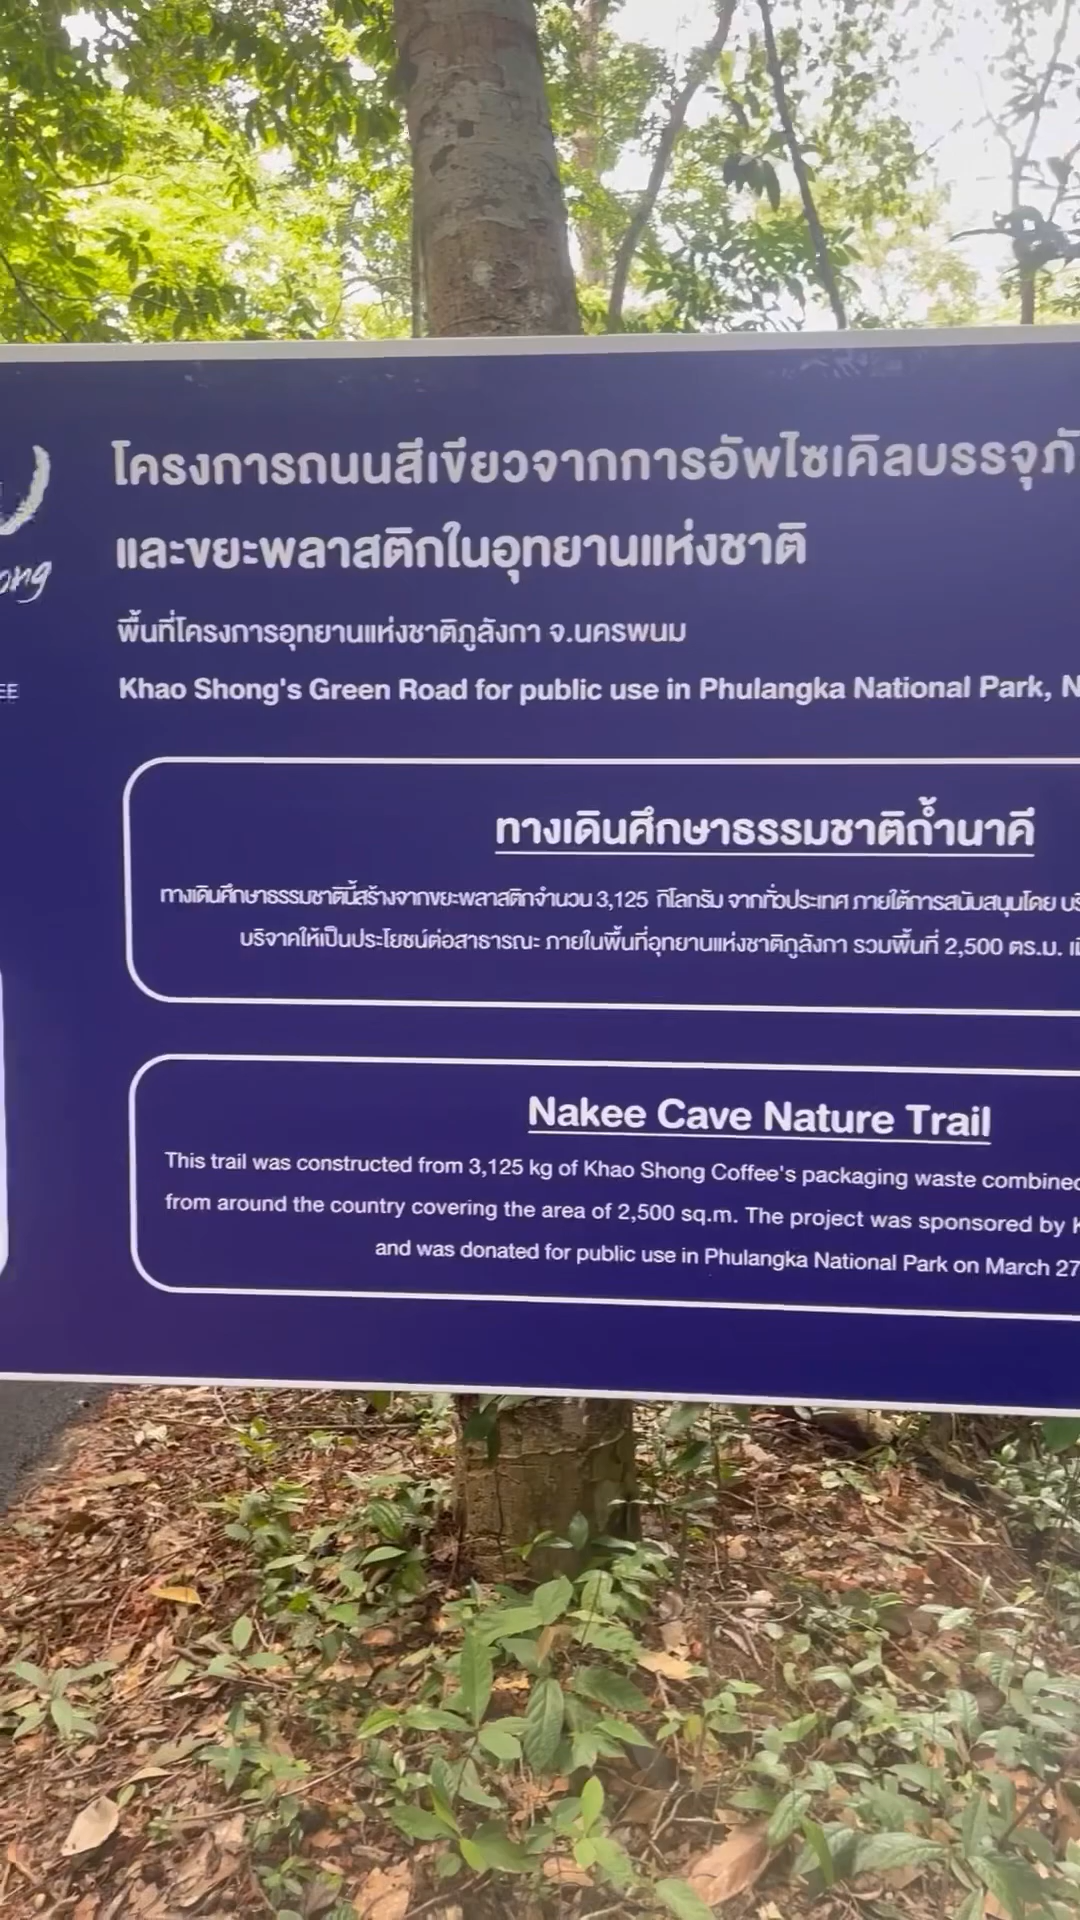 ong
EE
โครงการถนนสีเขียวจากการอัพไซเคิลบรรจุภั
และขยะพลาสติกในอุทยานแห่งชาติ
พื้นที่โครงการอุทยานแห่งชาติภูลังกา จ.นครพนม
Khao Shong's Green Road for public use in Phulangka National Park, N
ทางเดินศึกษาธรรมชาติถ้ำนาคี
ทางเดินศึกษาธรรมชาตินี้สร้างจากขยะพลาสติกจำนวน 3,125 กิโลกรัม จากทั่วประเทศ ภายใต้การสนับสนุนโดย บริ
บริจาคให้เป็นประโยชน์ต่อสาธารณะ ภายในพื้นที่อุทยานแห่งชาติภูลังกา รวมพื้นที่ 2,500 ตร.ม. เมื
Nakee Cave Nature Trail
This trail was constructed from 3,125 kg of Khao Shong Coffee's packaging waste combined
from around the country covering the area of 2,500 sq.m. The project was sponsored by K
and was donated for public use in Phulangka National Park on March 27